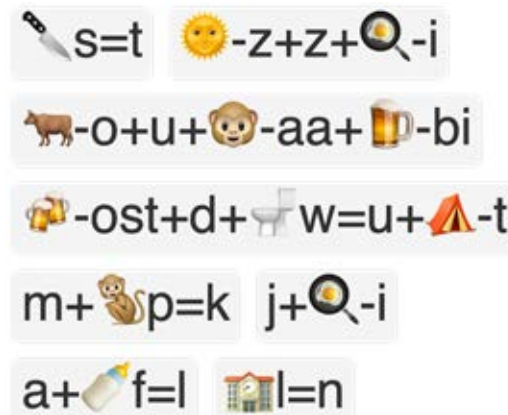 🔪s=t 🌞-z+z+🍳-i
🐂-o+u+🐵-aa+🍺-bi
🍻-ost+d+🚽w=u+⛺-t
m+🐒p=k j+🍳-i
a+🍼f=l 🏫l=n